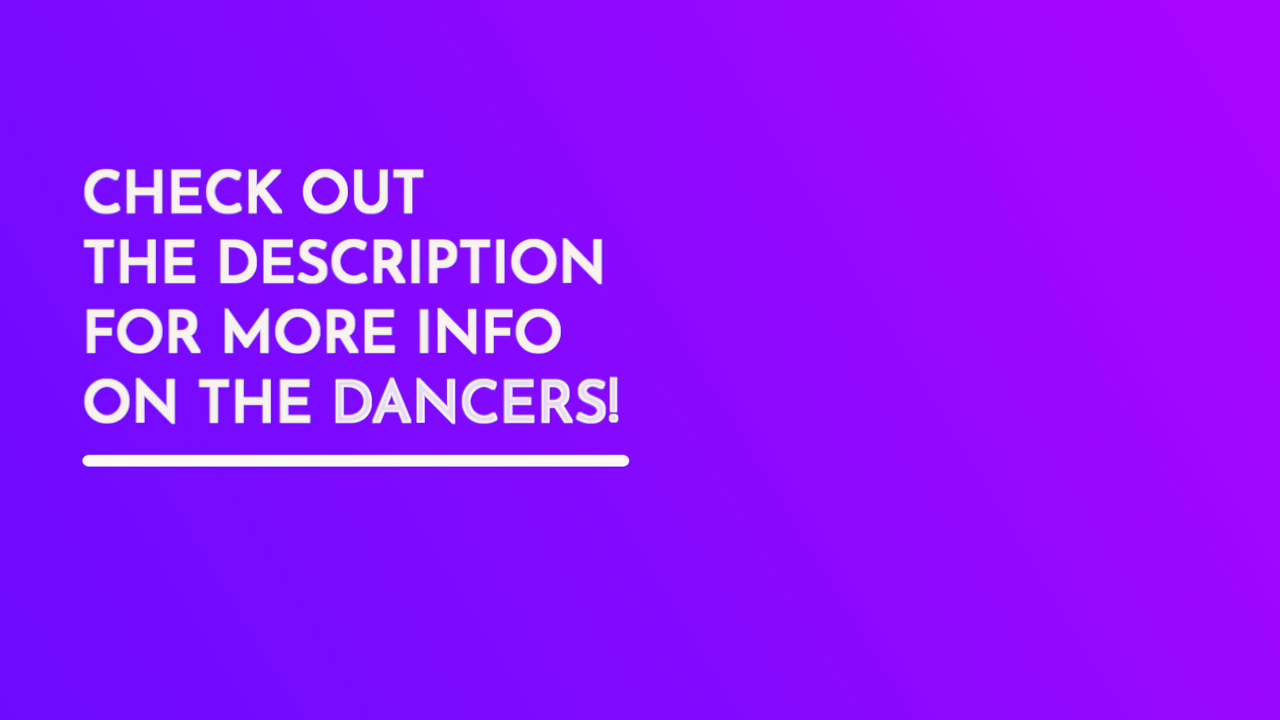 CHECK OUT
THE DESCRIPTION
FOR MORE INFO
ON THE DANCERS!